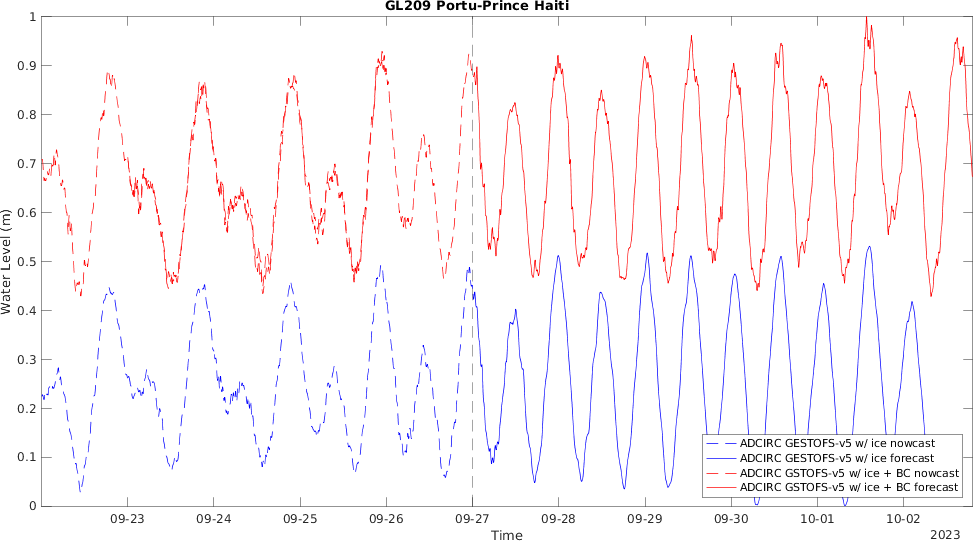 GL209 Portu-Prince Haiti
1
0.9
0.8
0.7
0.6
0.5
0.4
0.3
0.2
0.1
0
Water Level (m)
ADCIRC GESTOFS-v5 w/ ice nowcast
ADCIRC GESTOFS-v5 w/ ice forecast
ADCIRC GSTOFS-v5 w/ ice + BC nowcast
ADCIRC GSTOFS-v5 w/ ice + BC forecast
09-23 09-24 09-25 09-26 09-27 09-28 09-29 09-30 10-01 10-02
Time
2023